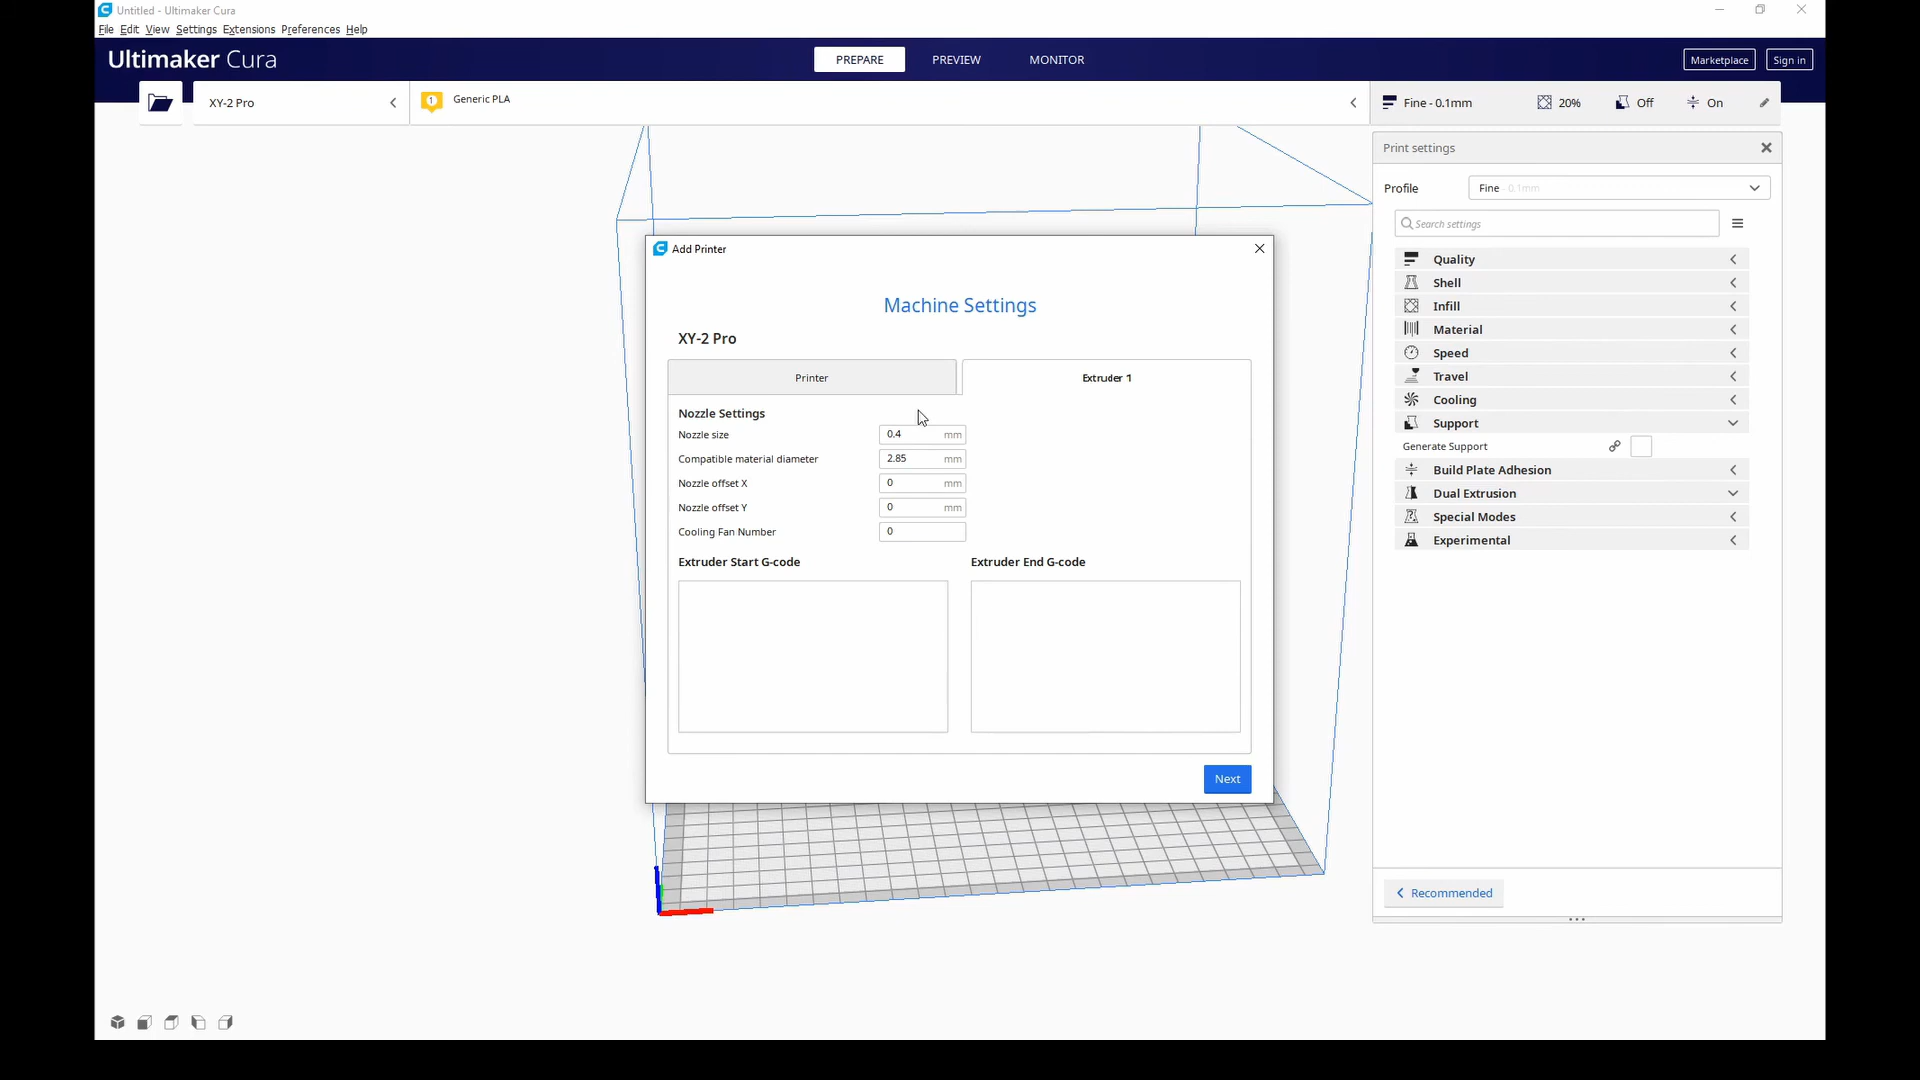 Untitled - Ultimaker Cura
File Edit View Settings Extensions Preferences Help
Ultimaker Cura
PREPARE
PREVIEW
MONITOR
Marketplace
Sign in
XY-2 Pro
1
Generic PLA
Fine - 0.1mm
20%
Off
On
Print settings
Profile
Fine 0.1mm
Search settings
Quality
Shell
Infill
Material
Speed
Travel
Cooling
Support
Generate Support
Build Plate Adhesion
Dual Extrusion
Special Modes
Experimental
Recommended
Add Printer
Machine Settings
XY-2 Pro
Printer
Extruder 1
Nozzle Settings
Nozzle size 0.4 mm
Compatible material diameter 2.85 mm
Nozzle offset X 0 mm
Nozzle offset Y 0 mm
Cooling Fan Number 0
Extruder Start G-code
Extruder End G-code
Next